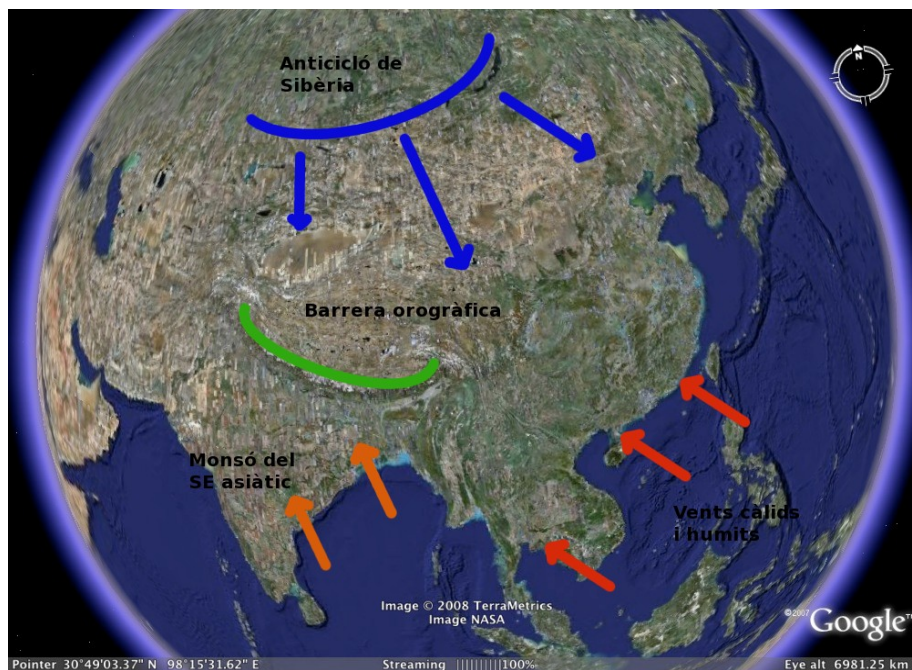 Anticicló de
Sibèria
N
Barrera orogràfica
Monsó del
SE asiàtic
Vents càlids
i humits
Image © 2008 TerraMetrics
Image NASA
©2007 Google™
Pointer 30°49'03.37" N 98°15'31.62" E Streaming |||||||||100% Eye alt 6981.25 km